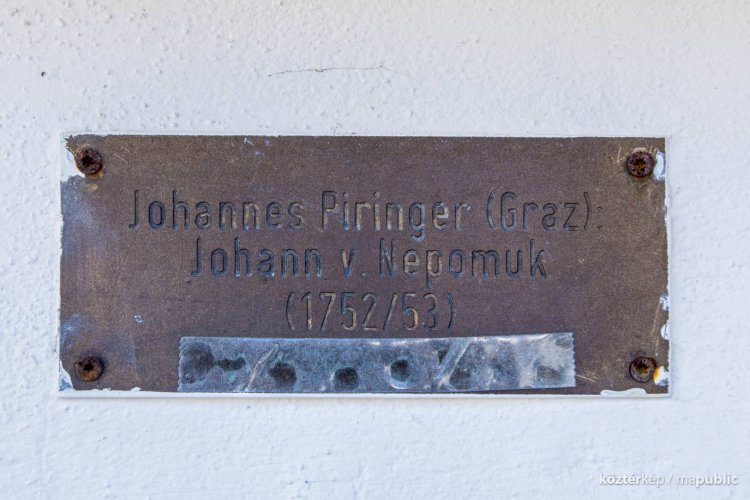 Johannes Piringer (Graz):
Johann v. Nepomuk
(1752/53)
köztérkép / mapublic